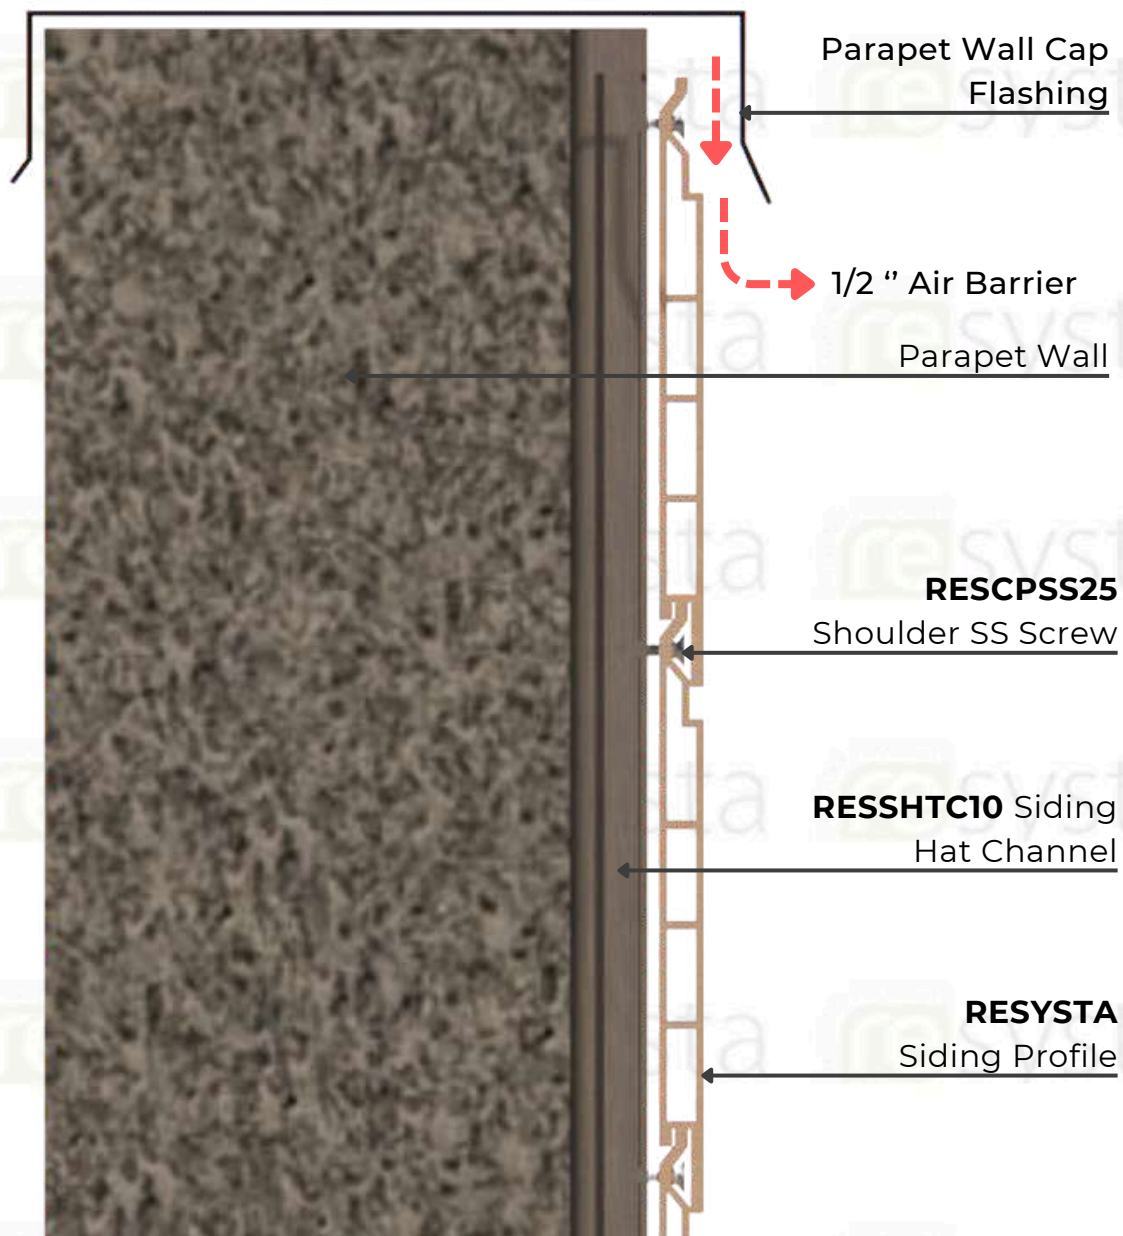 Parapet Wall Cap
Flashing
1/2 “ Air Barrier
Parapet Wall
RESCPSS25
Shoulder SS Screw
RESSHTC10 Siding
Hat Channel
RESYSTA
Siding Profile